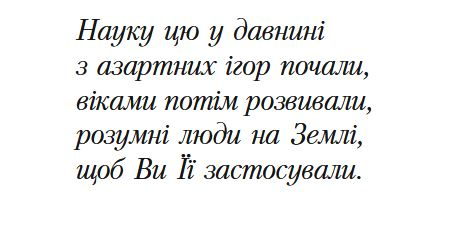 Науку цю у давнині
з азартних ігор почали,
віками потім розвивали,
розумні люди на Землі,
щоб Ви Її застосували.